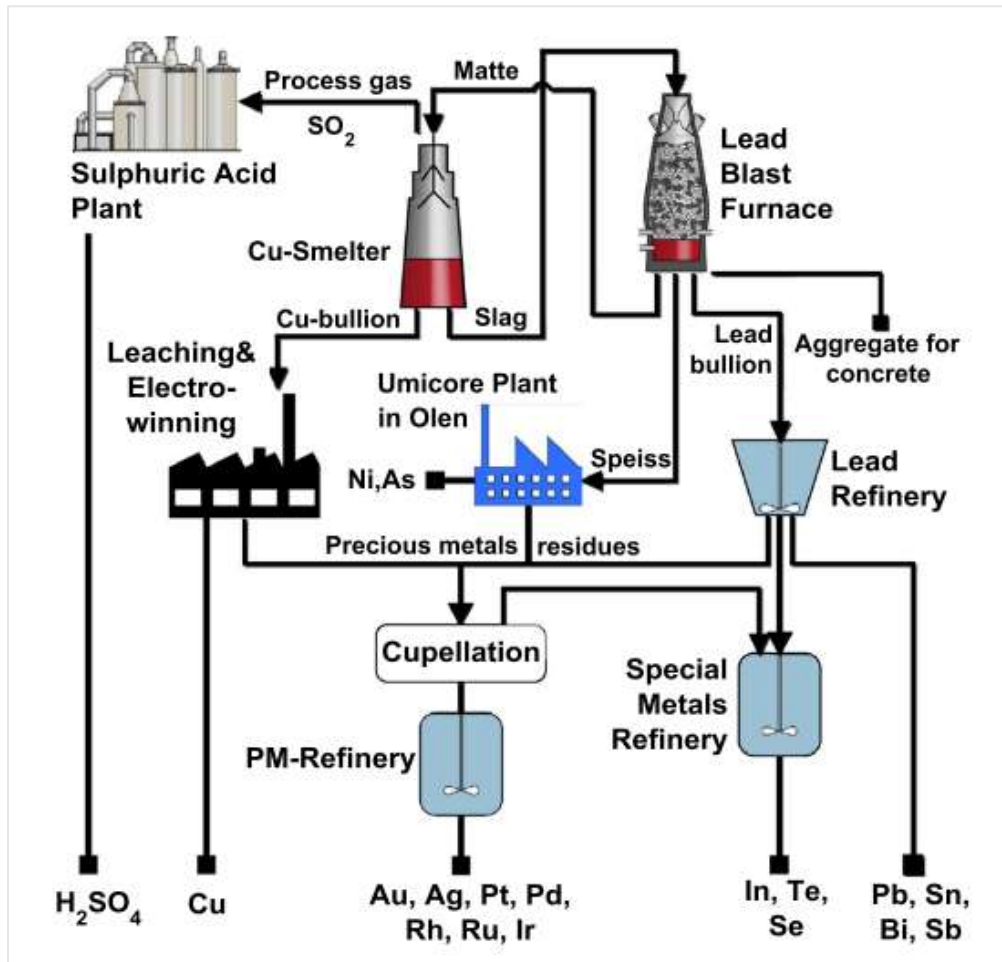 Process gas
SO2
Matte
Sulphuric Acid
Plant
Lead
Blast
Furnace
Cu-Smelter
Cu-bullion
Slag
Leaching&
Electro-
winning
Umicore Plant
in Olen
Lead
bullion
Aggregate for
concrete
Ni,As
Speiss
Lead
Refinery
Precious metals residues
Cupellation
Special
Metals
Refinery
PM-Refinery
H2SO4
Cu
Au, Ag, Pt, Pd,
Rh, Ru, Ir
In, Te,
Se
Pb, Sn,
Bi, Sb